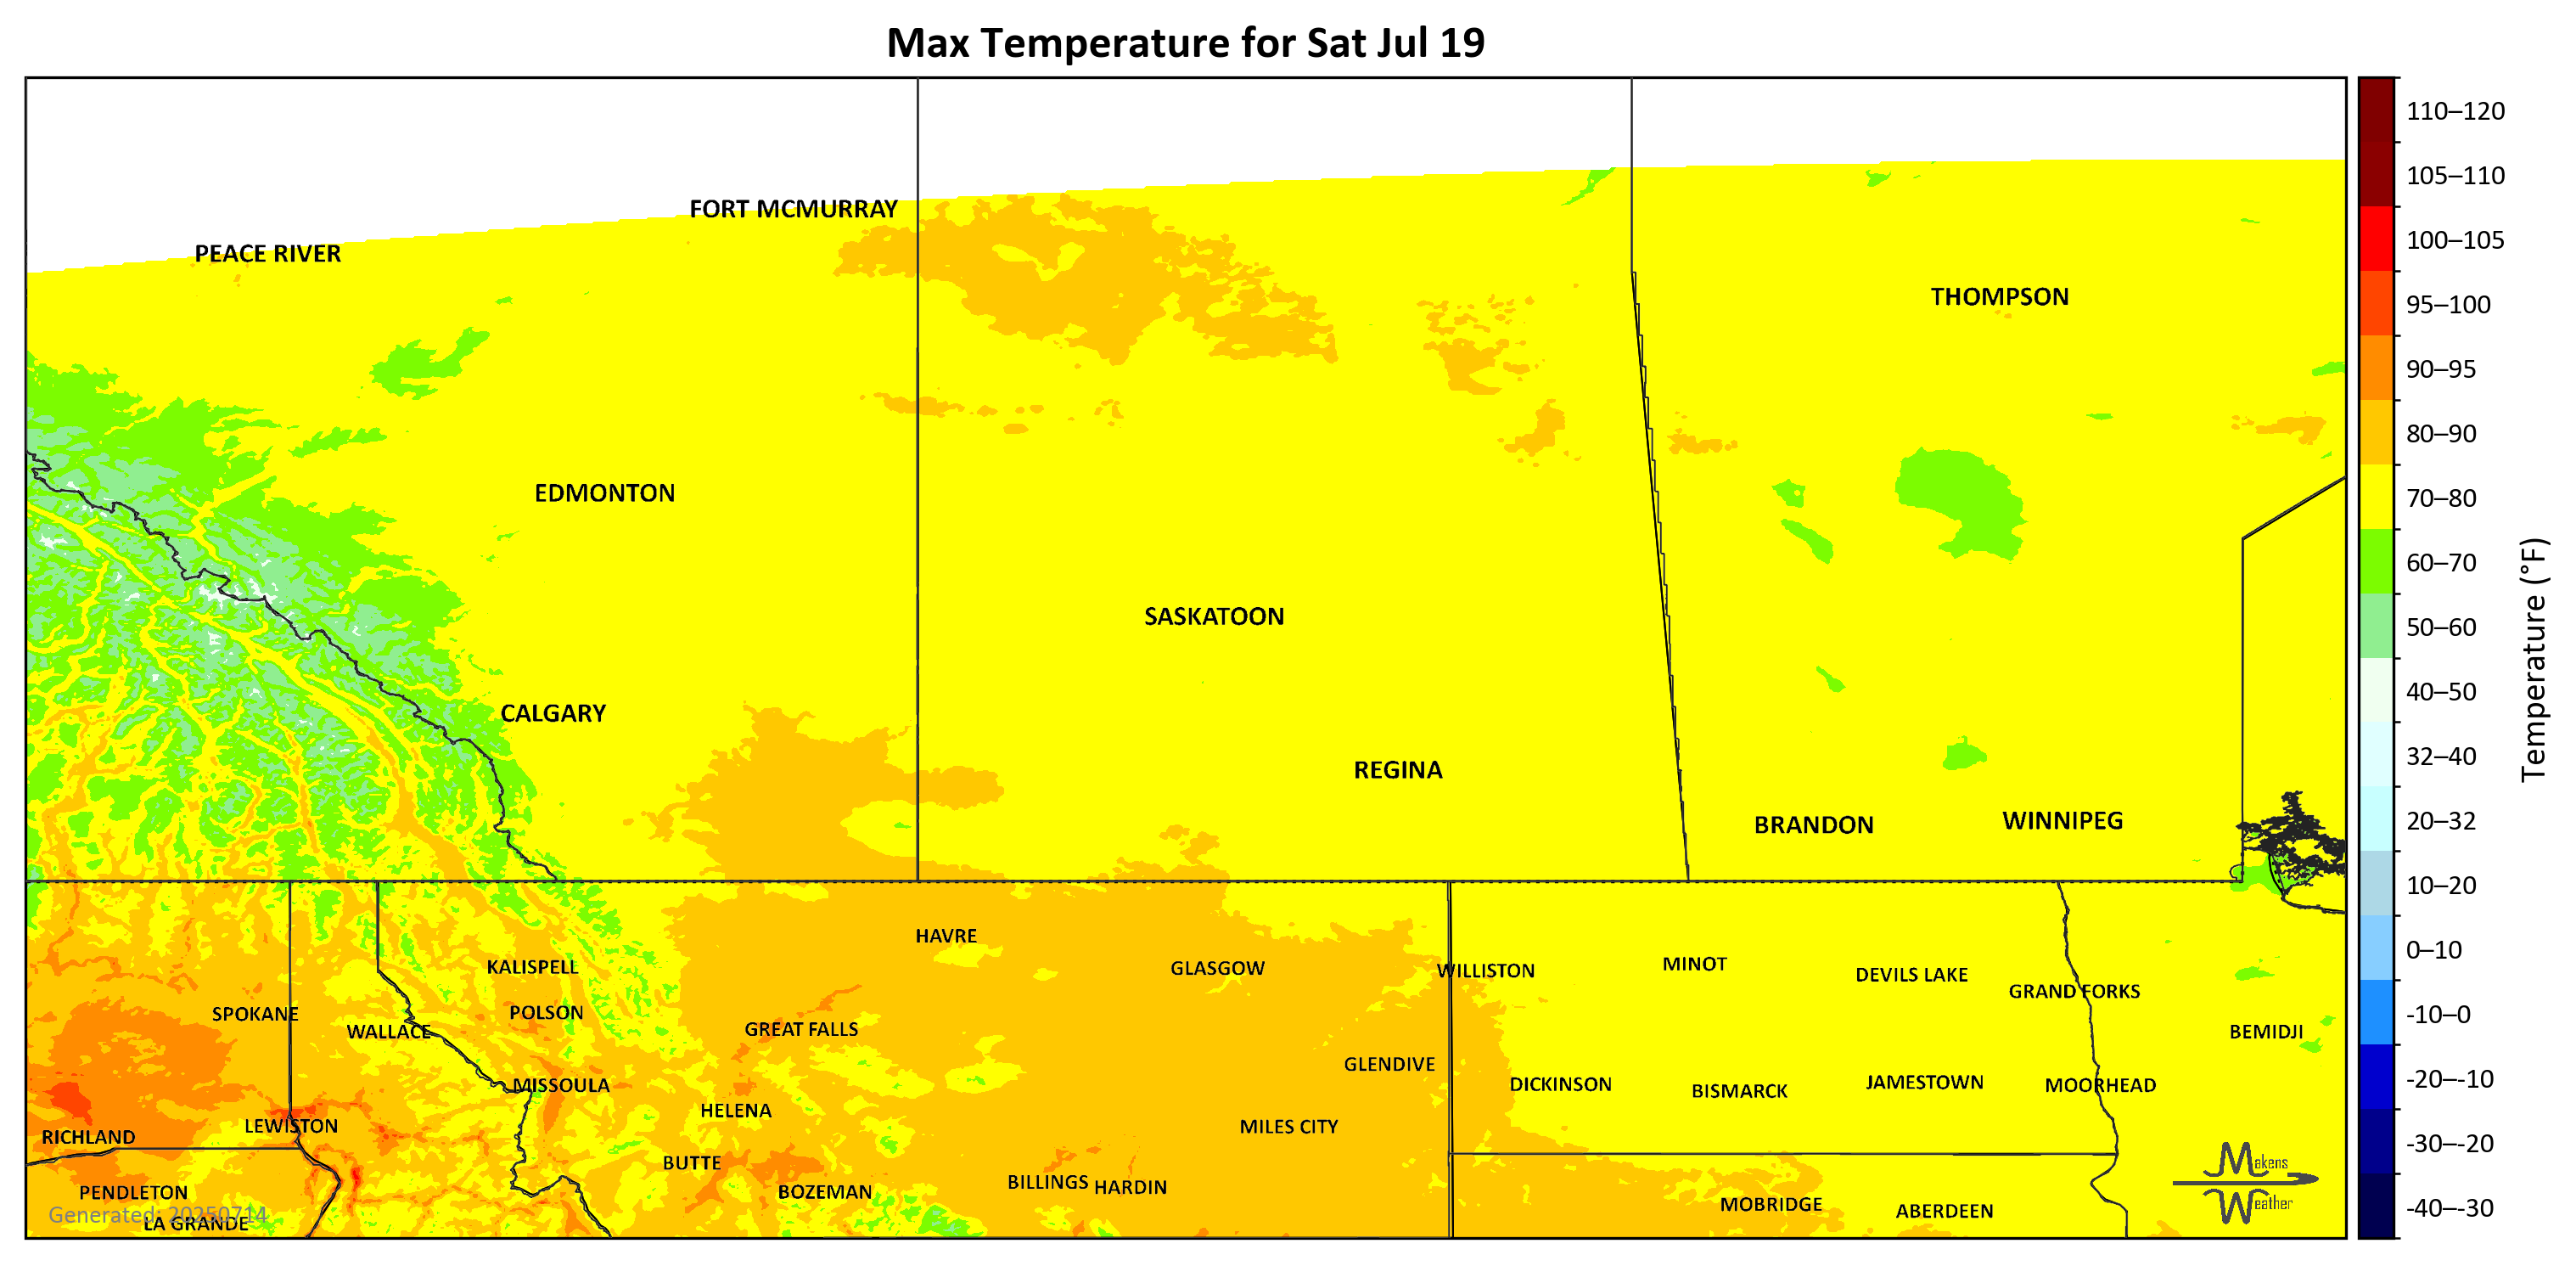 Max Temperature for Sat Jul 19
FORT MCMURRAY
PEACE RIVER
THOMPSON
EDMONTON
SASKATOON
CALGARY
REGINA
BRANDON
WINNIPEG
HAVRE
KALISPELL
GLASGOW
WILLISTON
MINOT
DEVILS LAKE
GRAND FORKS
SPOKANE
POLSON
WALLACE
GREAT FALLS
BEMIDJI
GLENDIVE
MISSOULA
DICKINSON
BISMARCK
JAMESTOWN
MOORHEAD
HELENA
LEWISTON
MILES CITY
RICHLAND
BUTTE
BILLINGS
HARDIN
PENDLETON
BOZEMAN
MOBRIDGE
ABERDEEN
LA GRANDE
Generated: 20250714
Makens
Weather
110–120
105–110
100–105
95–100
90–95
80–90
70–80
60–70
50–60
40–50
32–40
20–32
10–20
0–10
-10–0
-20–-10
-30–-20
-40–-30
Temperature (°F)